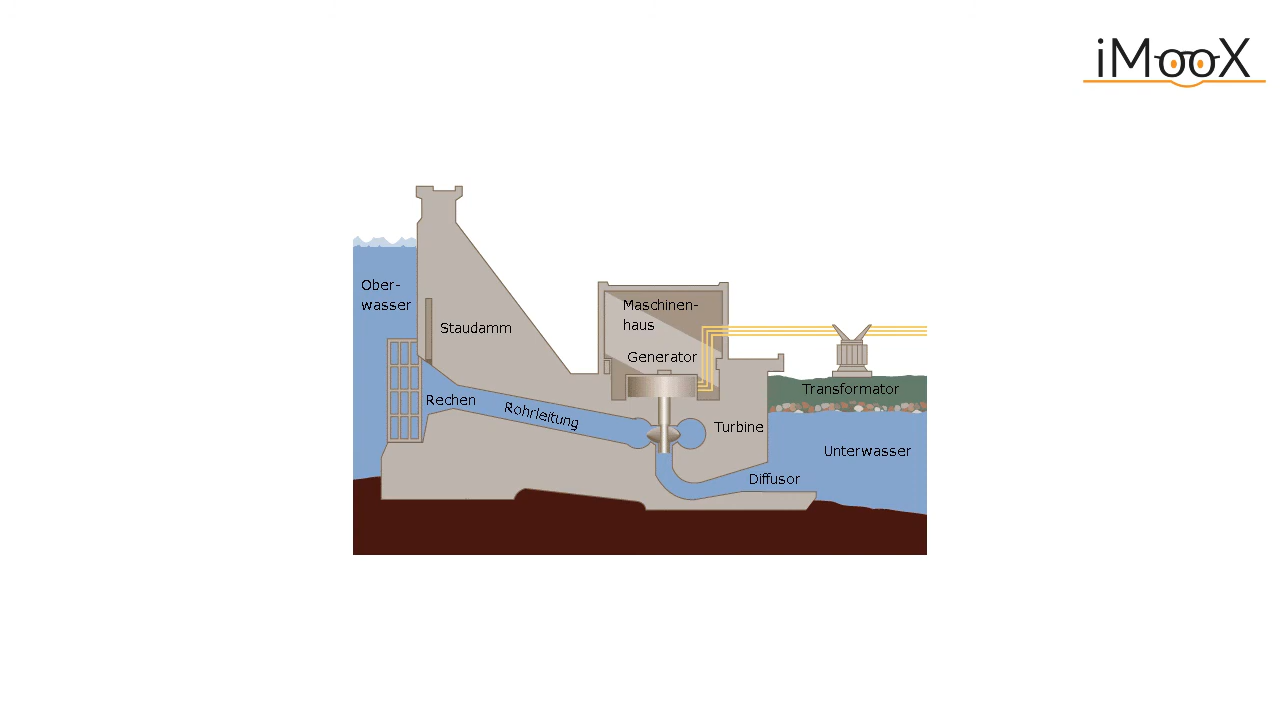 iMooX
Ober-
wasser
Staudamm
Maschinen-
haus
Generator
Transformator
Rechen
Rohrleitung
Turbine
Unterwasser
Diffusor